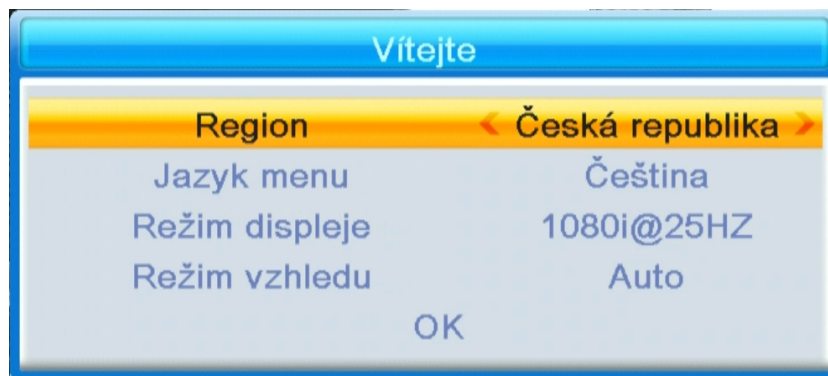 Vítejte
Region Česká republika
Jazyk menu Čeština
Režim displeje 1080i@25HZ
Režim vzhledu Auto
OK